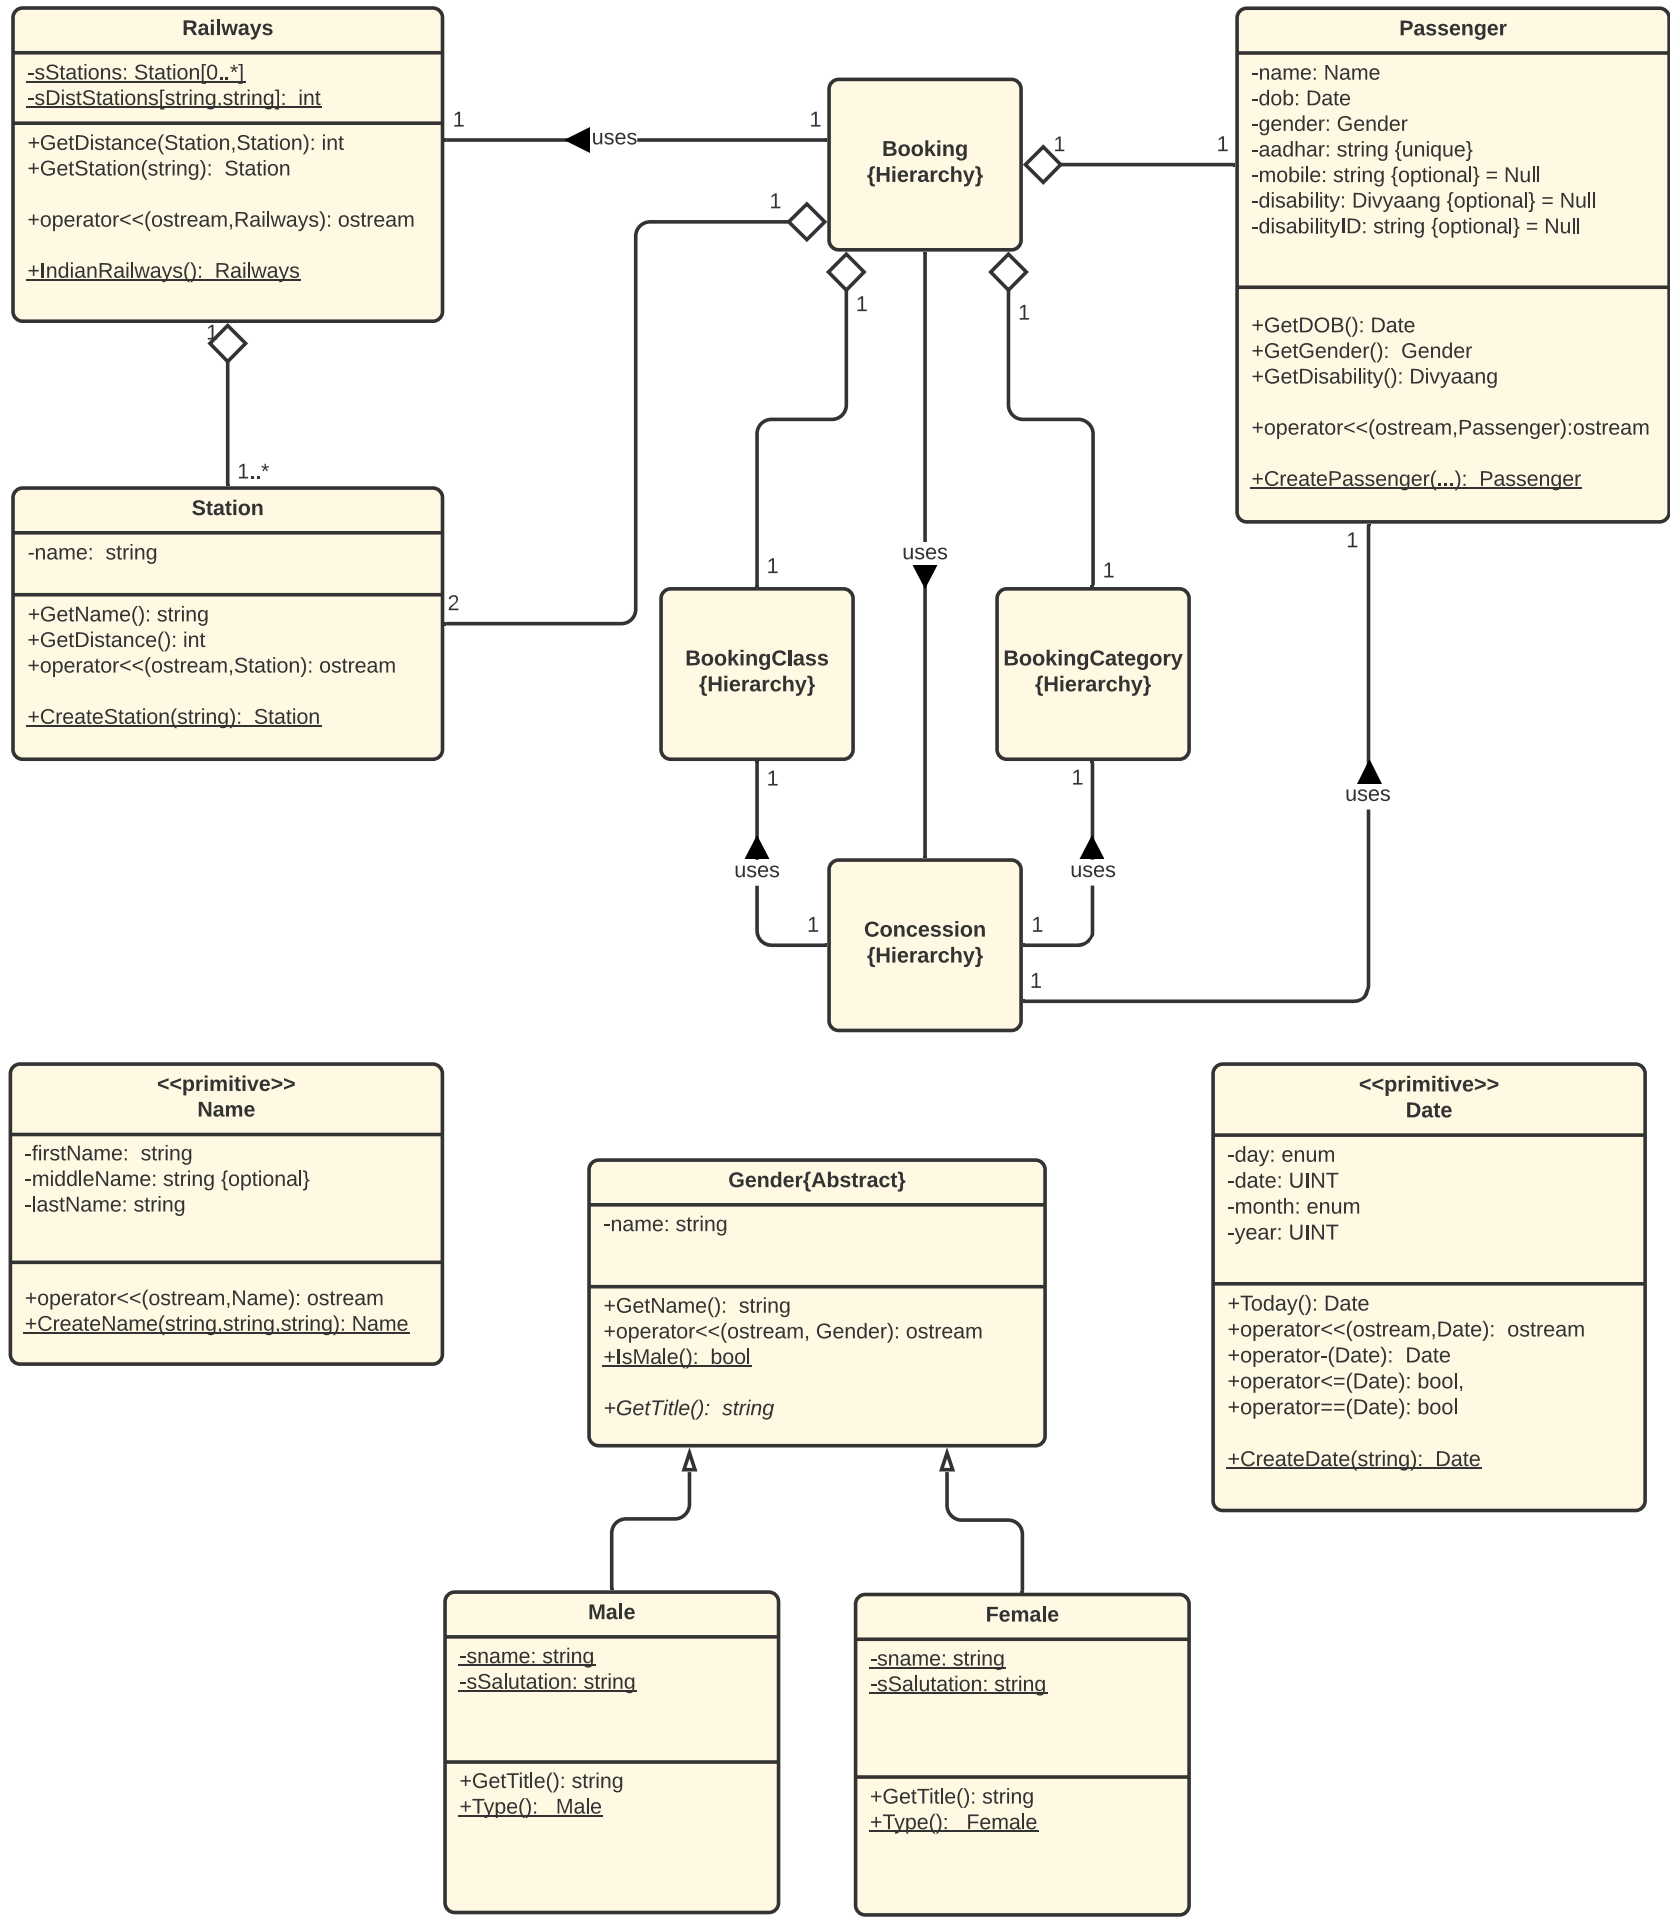 Railways
-sStations: Station[0..*]
-sDistStations[string,string]: int
+GetDistance(Station,Station): int
+GetStation(string): Station
+operator<<(ostream,Railways): ostream
+IndianRailways(): Railways
1
uses
1
Booking
{Hierarchy}
1
1
1
1
1
Passenger
-name: Name
-dob: Date
-gender: Gender
-aadhar: string {unique}
-mobile: string {optional} = Null
-disability: Divyaang {optional} = Null
-disabilityID: string {optional} = Null
+GetDOB(): Date
+GetGender(): Gender
+GetDisability(): Divyaang
+operator<<(ostream,Passenger):ostream
+CreatePassenger(...): Passenger
1
1..*
Station
-name: string
+GetName(): string
+GetDistance(): int
+operator<<(ostream,Station): ostream
+CreateStation(string): Station
2
1
uses
1
1
BookingClass
{Hierarchy}
BookingCategory
{Hierarchy}
1
1
uses
uses
uses
1
Concession
{Hierarchy}
1
1
<<primitive>>
Name
-firstName: string
-middleName: string {optional}
-lastName: string
+operator<<(ostream,Name): ostream
+CreateName(string,string,string): Name
Gender{Abstract}
-name: string
+GetName(): string
+operator<<(ostream, Gender): ostream
+IsMale(): bool
+GetTitle(): string
<<primitive>>
Date
-day: enum
-date: UINT
-month: enum
-year: UINT
+Today(): Date
+operator<<(ostream,Date): ostream
+operator-(Date): Date
+operator<=(Date): bool,
+operator==(Date): bool
+CreateDate(string): Date
Male
-sname: string
-sSalutation: string
+GetTitle(): string
+Type(): Male
Female
-sname: string
-sSalutation: string
+GetTitle(): string
+Type(): Female